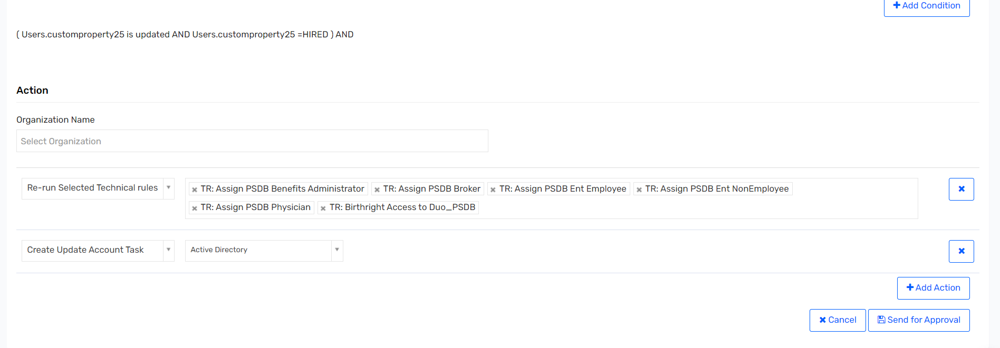 Add Condition
( Users.customproperty25 is updated AND Users.customproperty25 =HIRED ) AND
Action
Organization Name
Select Organization
Re-run Selected Technical rules
TR: Assign PSDB Benefits Administrator TR: Assign PSDB Broker TR: Assign PSDB Ent Employee TR: Assign PSDB Ent NonEmployee
TR: Assign PSDB Physician TR: Birthright Access to Duo_PSDB
Create Update Account Task Active Directory
Add Action
Cancel Send for Approval